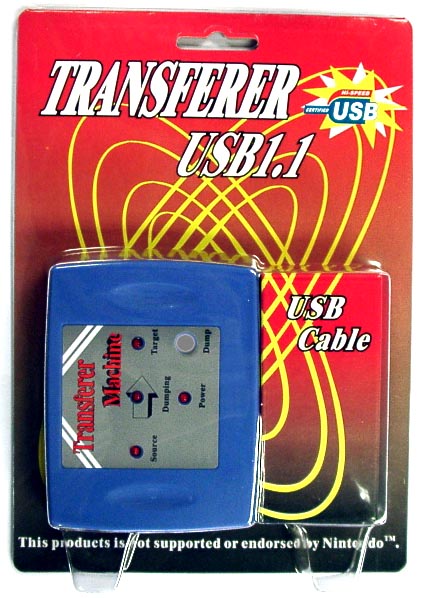 TRANSFERER
USB1.1
HI-SPEED
CERTIFIED
USB
USB
Cable
Transferer
Machine
Target
Dump
Dumping
Power
Source
This products is not supported or endorsed by Nintendo™.